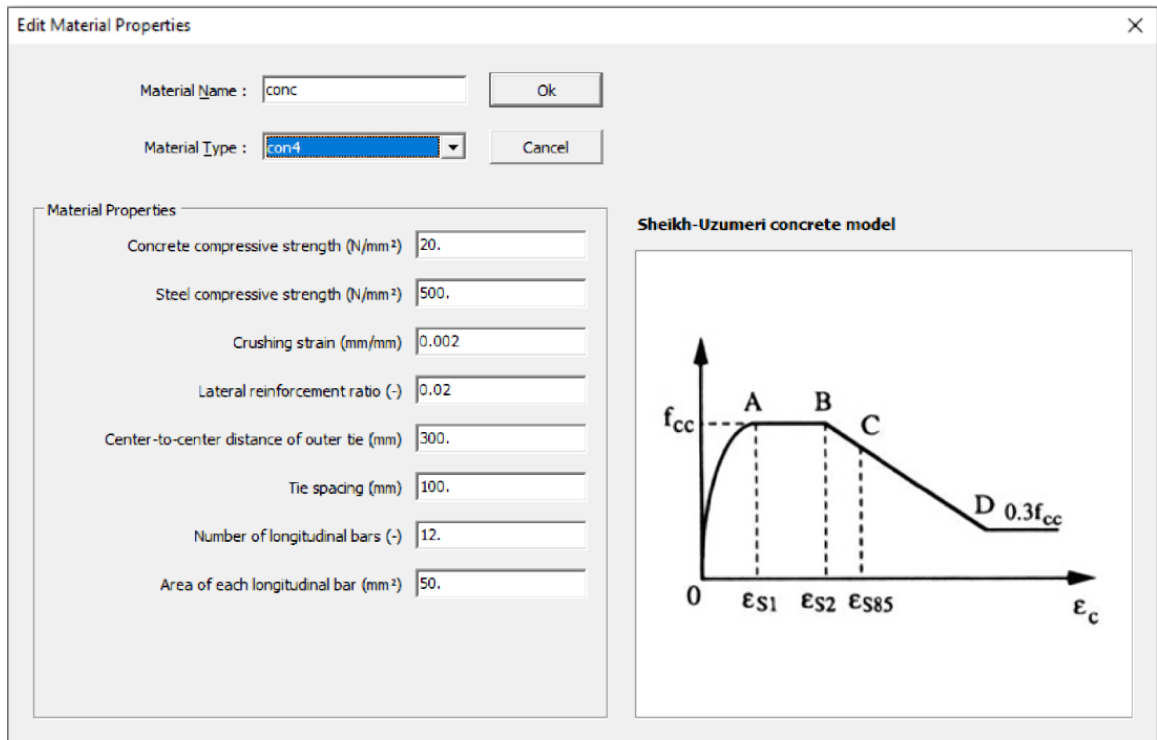 Edit Material Properties
Material Name : conc Ok
Material Type : con4 Cancel
Material Properties
Concrete compressive strength (N/mm²) 20.
Steel compressive strength (N/mm²) 500.
Crushing strain (mm/mm) 0.002
Lateral reinforcement ratio (-) 0.02
Center-to-center distance of outer tie (mm) 300.
Tie spacing (mm) 100.
Number of longitudinal bars (-) 12.
Area of each longitudinal bar (mm²) 50.
Sheikh-Uzumeri concrete model
A B C
fcc
D 0.3fcc
0 εS1 εS2 εS85 εc